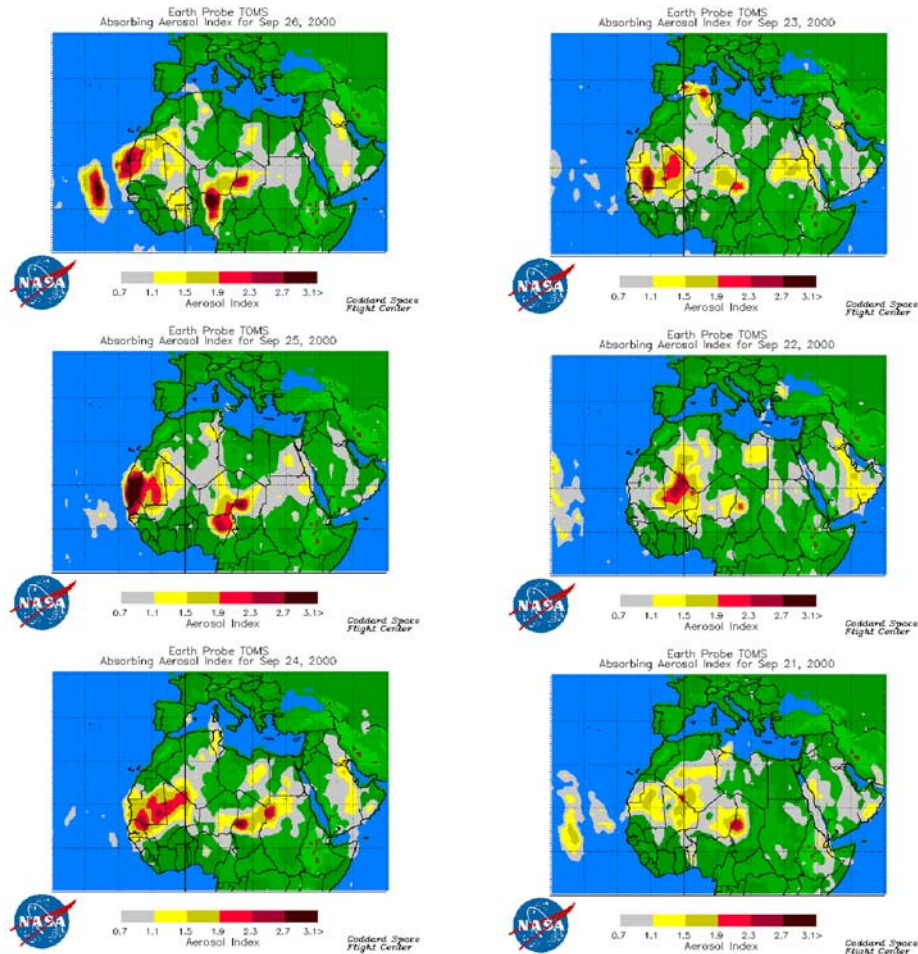 Earth Probe TOMS
Absorbing Aerosol Index for Sep 26, 2000
NASA
0.7 1.1 1.5 1.9 2.3 2.7 3.1>
Aerosol Index
Goddard Space
Flight Center
Earth Probe TOMS
Absorbing Aerosol Index for Sep 23, 2000
NASA
0.7 1.1 1.5 1.9 2.3 2.7 3.1>
Aerosol Index
Goddard Space
Flight Center
Earth Probe TOMS
Absorbing Aerosol Index for Sep 25, 2000
NASA
0.7 1.1 1.5 1.9 2.3 2.7 3.1>
Aerosol Index
Goddard Space
Flight Center
Earth Probe TOMS
Absorbing Aerosol Index for Sep 22, 2000
NASA
0.7 1.1 1.5 1.9 2.3 2.7 3.1>
Aerosol Index
Goddard Space
Flight Center
Earth Probe TOMS
Absorbing Aerosol Index for Sep 24, 2000
NASA
0.7 1.1 1.5 1.9 2.3 2.7 3.1>
Aerosol Index
Goddard Space
Flight Center
Earth Probe TOMS
Absorbing Aerosol Index for Sep 21, 2000
NASA
0.7 1.1 1.5 1.9 2.3 2.7 3.1>
Aerosol Index
Goddard Space
Flight Center